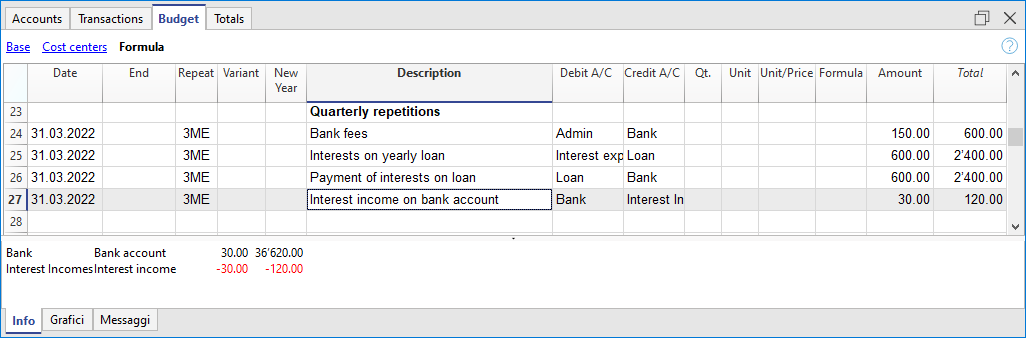 Accounts Transactions Budget Totals
Base Cost centers Formula
Date End Repeat Variant New Year Description Debit A/C Credit A/C Qt. Unit Unit/Price Formula Amount Total
23 Quarterly repetitions
24 31.03.2022 3ME Bank fees Admin Bank 150.00 600.00
25 31.03.2022 3ME Interests on yearly loan Interest exp Loan 600.00 2'400.00
26 31.03.2022 3ME Payment of interests on loan Loan Bank 600.00 2'400.00
27 31.03.2022 3ME Interest income on bank account Bank Interest In 30.00 120.00
28
Bank Bank account 30.00 36'620.00
Interest Incomes Interest income -30.00 -120.00
Info Grafici Messaggi